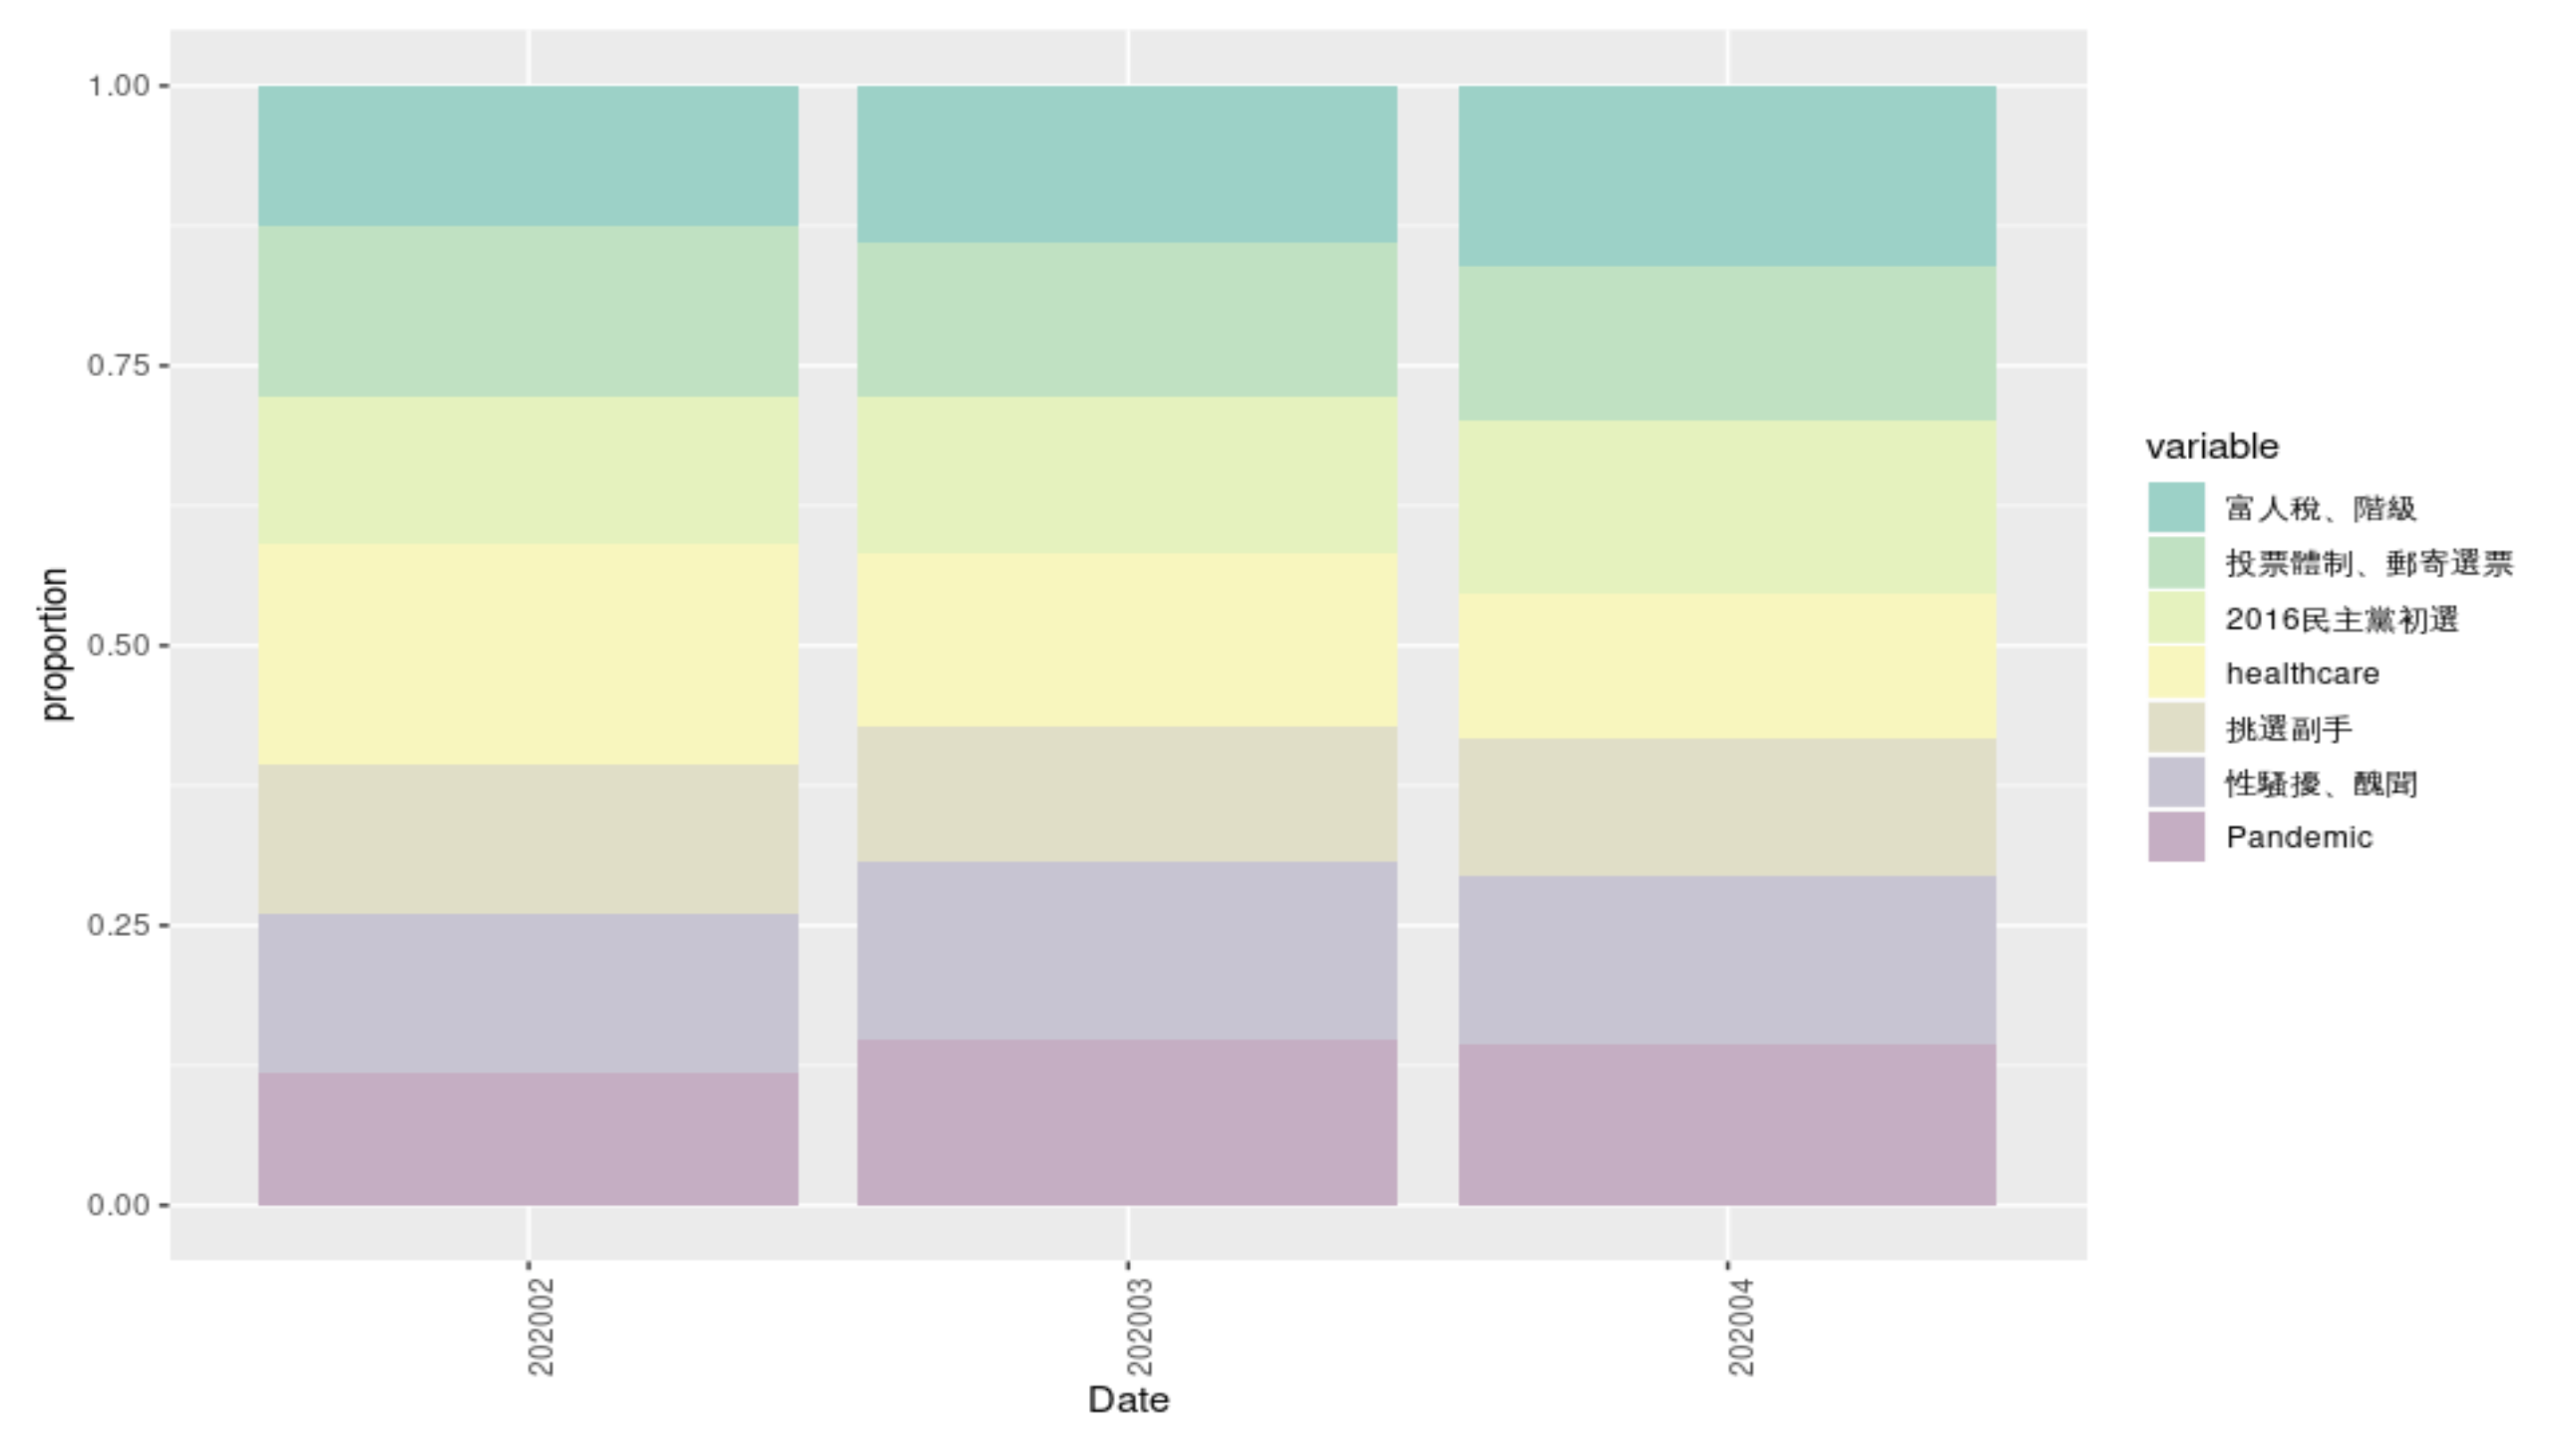 1.00
0.75
0.50
0.25
0.00
proportion
202002
202003
202004
Date
variable
富人稅、階級
投票體制、郵寄選票
2016民主黨初選
healthcare
挑選副手
性騷擾、醜聞
Pandemic